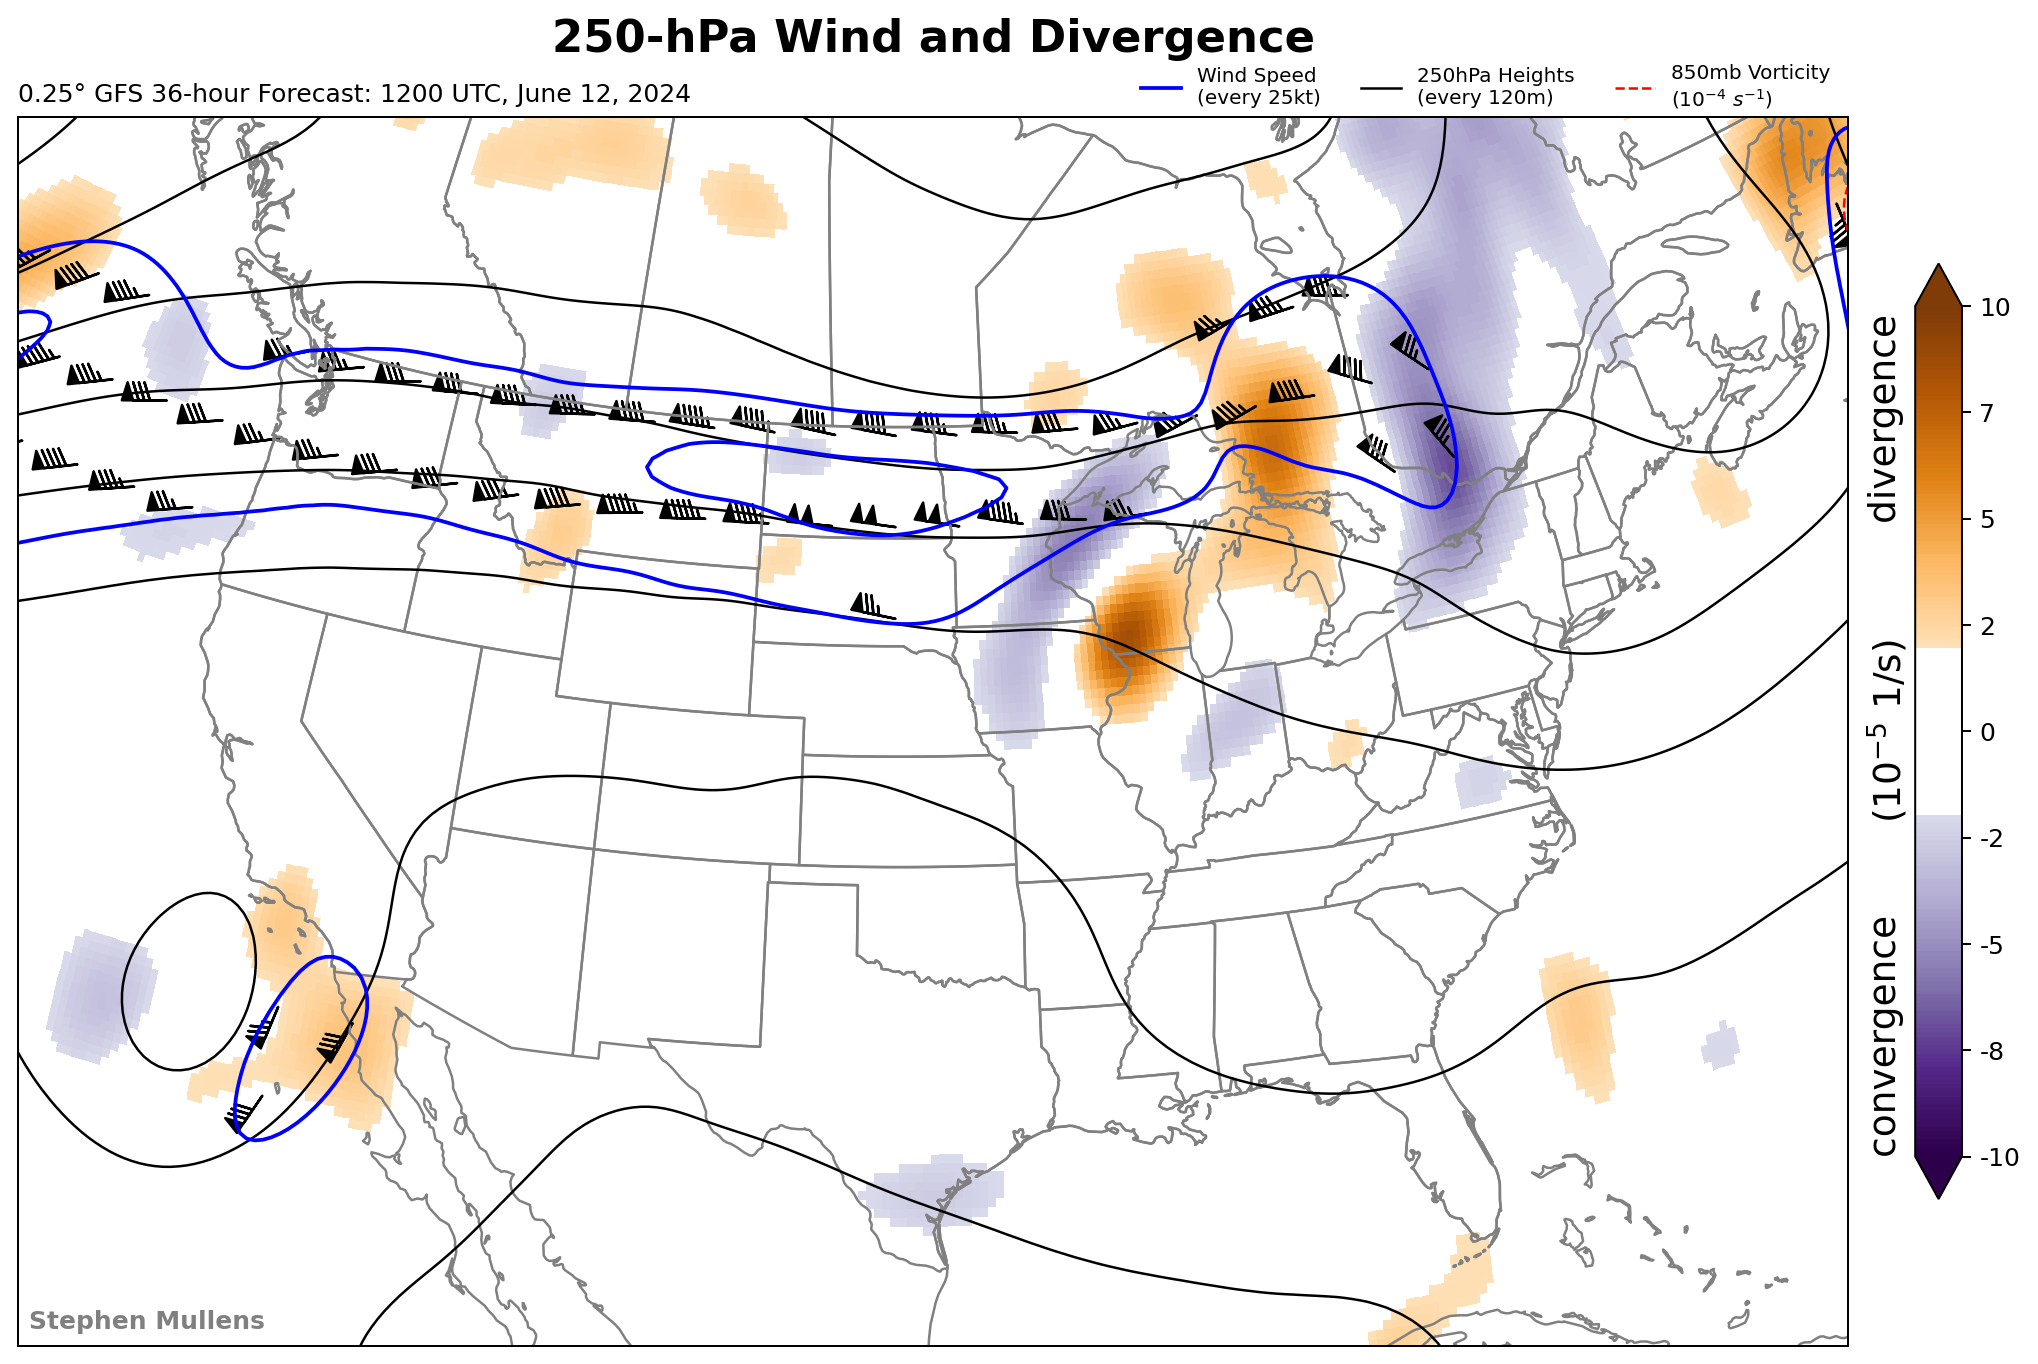 250-hPa Wind and Divergence
0.25° GFS 36-hour Forecast: 1200 UTC, June 12, 2024
Wind Speed
(every 25kt)
250hPa Heights
(every 120m)
850mb Vorticity
(10⁻⁴ s⁻¹)
10
7
5
2
0
-2
-5
-8
-10
convergence (10⁻⁵ 1/s) divergence
Stephen Mullens